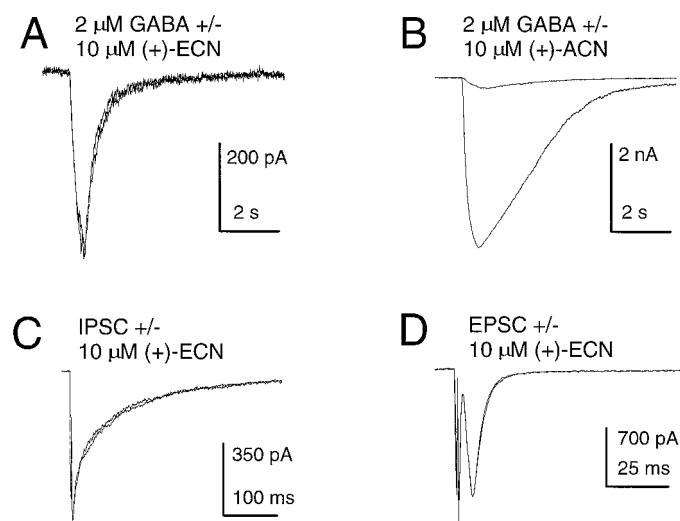 A
2 μM GABA +/-
10 μM (+)-ECN
200 pA
2 s
B
2 μM GABA +/-
10 μM (+)-ACN
2 nA
2 s
C
IPSC +/-
10 μM (+)-ECN
350 pA
100 ms
D
EPSC +/-
10 μM (+)-ECN
700 pA
25 ms